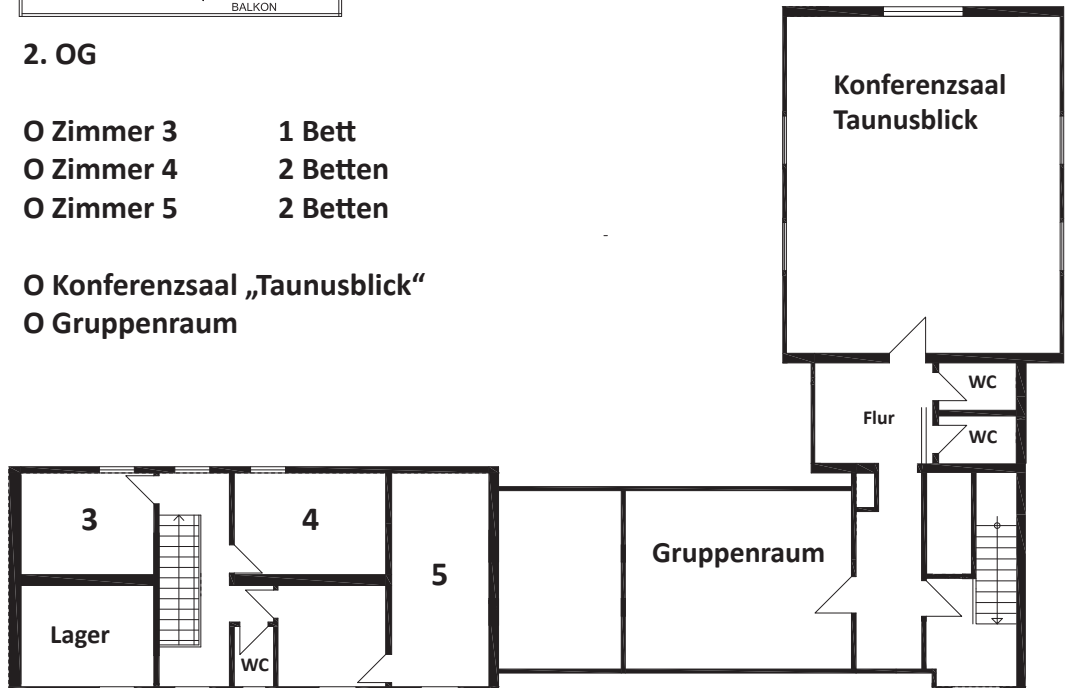 BALKON
2. OG
O Zimmer 3 1 Bett
O Zimmer 4 2 Betten
O Zimmer 5 2 Betten
O Konferenzsaal „Taunusblick“
O Gruppenraum
Konferenzsaal
Taunusblick
WC
Flur
WC
3
4
5
Gruppenraum
Lager
WC